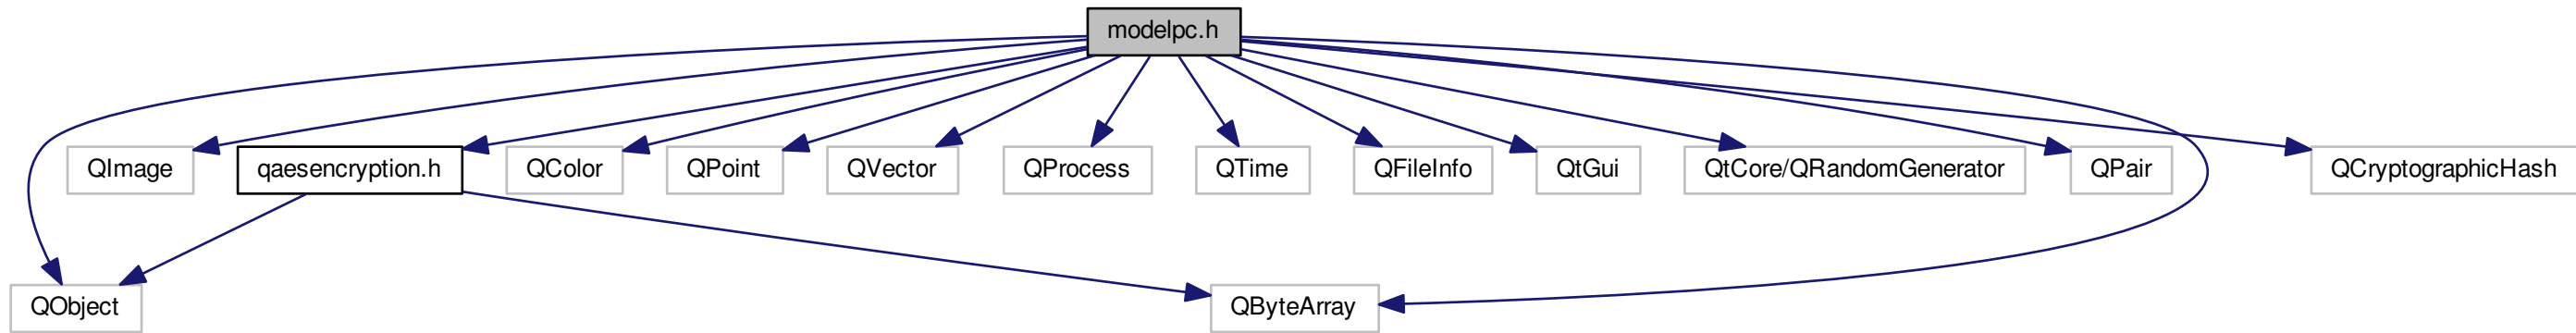 modelpc.h
QImage
qaesencryption.h
QColor
QPoint
QVector
QProcess
QTime
QFileInfo
QtGui
QtCore/QRandomGenerator
QPair
QCryptographicHash
QObject
QByteArray